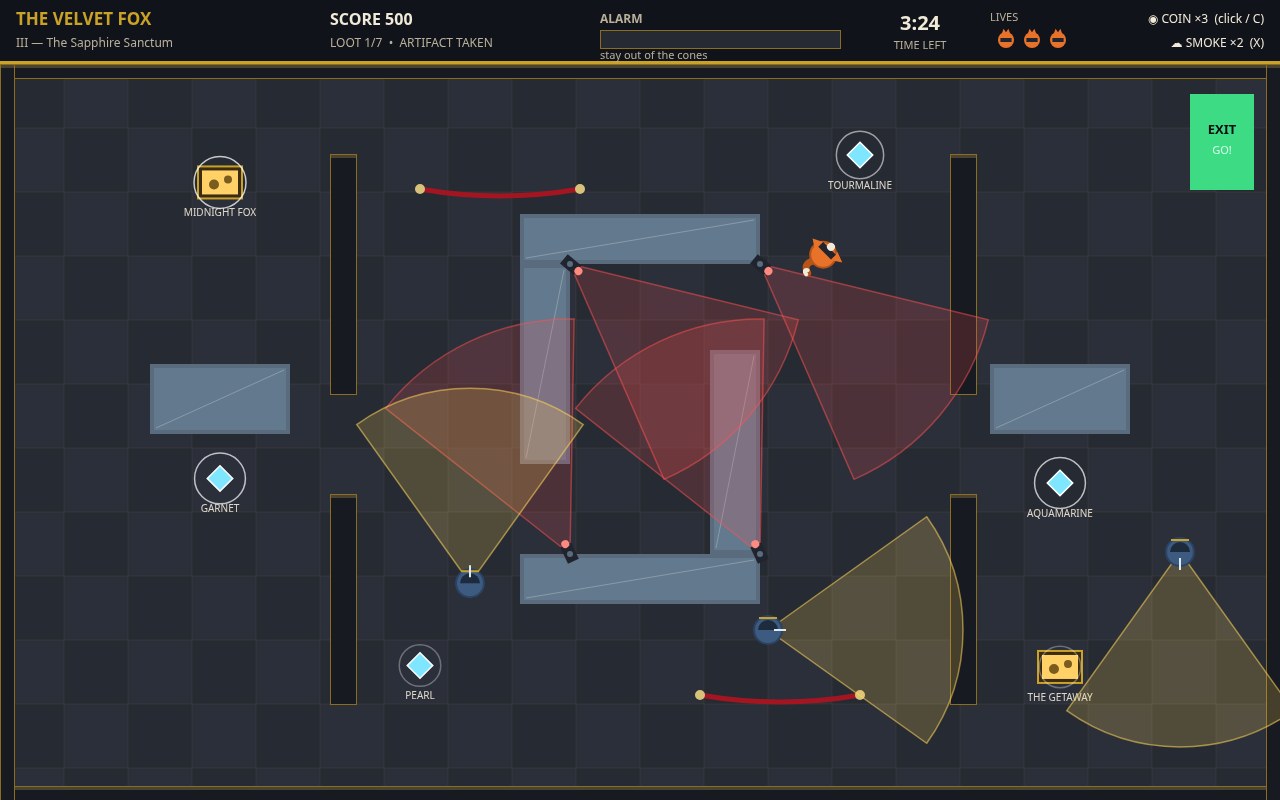 THE VELVET FOX
III — The Sapphire Sanctum
SCORE 500
LOOT 1/7 • ARTIFACT TAKEN
ALARM
stay out of the cones
3:24
TIME LEFT
LIVES
◉ COIN ×3 (click / C)
☁ SMOKE ×2 (X)
EXIT
GO!
TOURMALINE
MIDNIGHT FOX
GARNET
AQUAMARINE
PEARL
THE GETAWAY